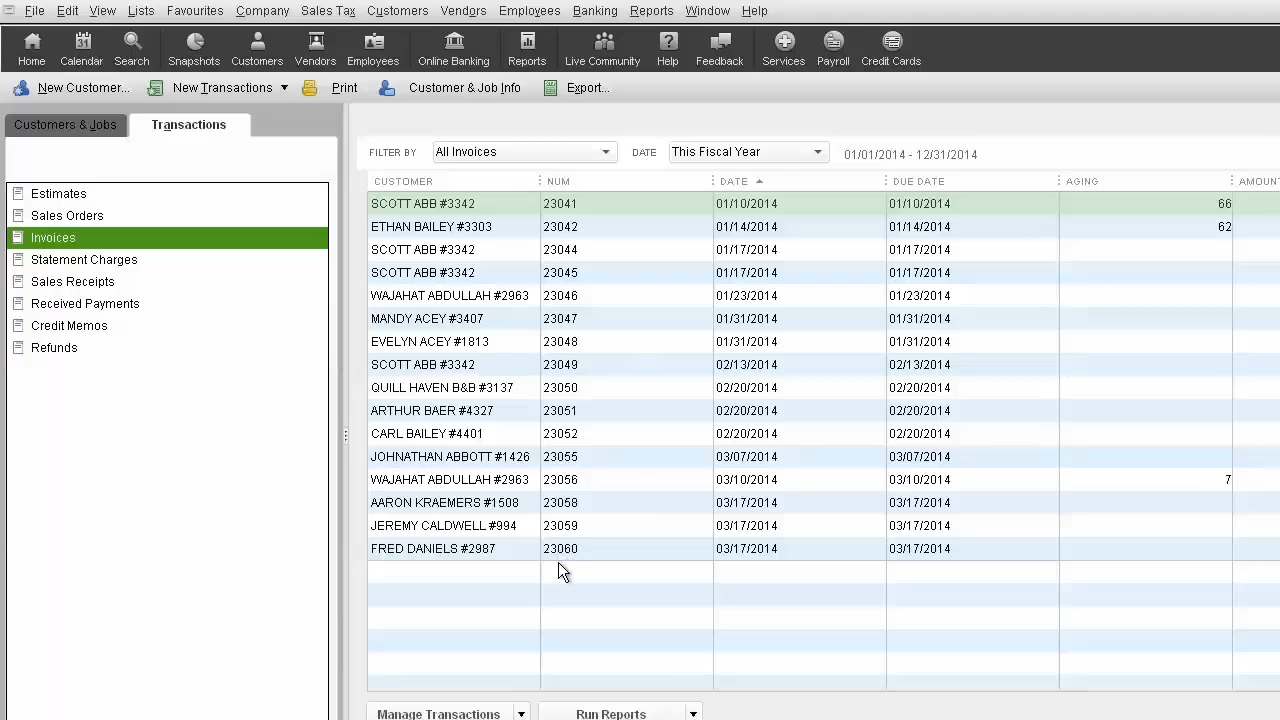 File Edit View Lists Favourites Company Sales Tax Customers Vendors Employees Banking Reports Window Help
Home Calendar Search Snapshots Customers Vendors Employees Online Banking Reports Live Community Help Feedback Services Payroll Credit Cards
New Customer... New Transactions Print Customer & Job Info Export...
Customers & Jobs Transactions
FILTER BY All Invoices DATE This Fiscal Year 01/01/2014 - 12/31/2014
CUSTOMER NUM DATE DUE DATE AGING AMOUN
Estimates
Sales Orders
Invoices
Statement Charges
Sales Receipts
Received Payments
Credit Memos
Refunds
SCOTT ABB #3342 23041 01/10/2014 01/10/2014 66
ETHAN BAILEY #3303 23042 01/14/2014 01/14/2014 62
SCOTT ABB #3342 23044 01/17/2014 01/17/2014
SCOTT ABB #3342 23045 01/17/2014 01/17/2014
WAJAHAT ABDULLAH #2963 23046 01/23/2014 01/23/2014
MANDY ACEY #3407 23047 01/31/2014 01/31/2014
EVELYN ACEY #1813 23048 01/31/2014 01/31/2014
SCOTT ABB #3342 23049 02/13/2014 02/13/2014
QUILL HAVEN B&B #3137 23050 02/20/2014 02/20/2014
ARTHUR BAER #4327 23051 02/20/2014 02/20/2014
CARL BAILEY #4401 23052 02/20/2014 02/20/2014
JOHNATHAN ABBOTT #1426 23055 03/07/2014 03/07/2014
WAJAHAT ABDULLAH #2963 23056 03/10/2014 03/10/2014 7
AARON KRAEMERS #1508 23058 03/17/2014 03/17/2014
JEREMY CALDWELL #994 23059 03/17/2014 03/17/2014
FRED DANIELS #2987 23060 03/17/2014 03/17/2014
Manage Transactions Run Reports